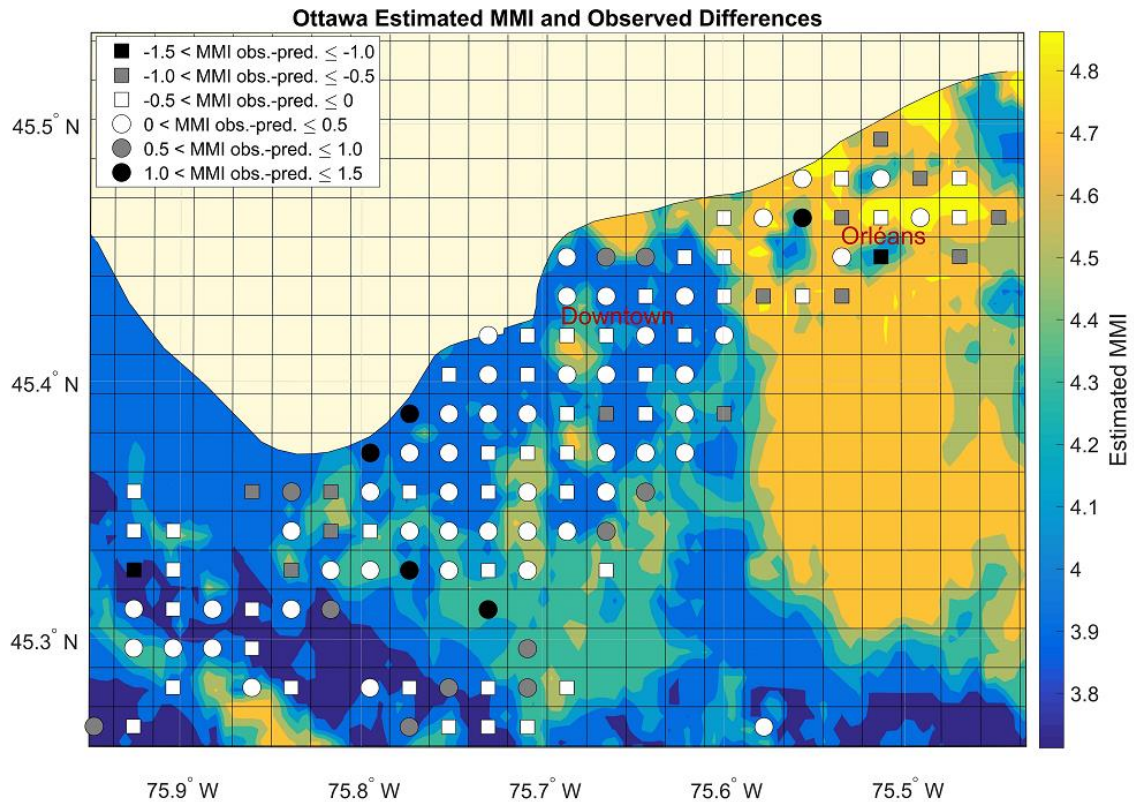 Ottawa Estimated MMI and Observed Differences
-1.5 < MMI obs.-pred. ≤ -1.0
-1.0 < MMI obs.-pred. ≤ -0.5
-0.5 < MMI obs.-pred. ≤ 0
0 < MMI obs.-pred. ≤ 0.5
0.5 < MMI obs.-pred. ≤ 1.0
1.0 < MMI obs.-pred. ≤ 1.5
45.5° N
45.4° N
45.3° N
Orléans
Downtown
75.9° W
75.8° W
75.7° W
75.6° W
75.5° W
4.8
4.7
4.6
4.5
4.4
4.3
4.2
4.1
4
3.9
3.8
Estimated MMI